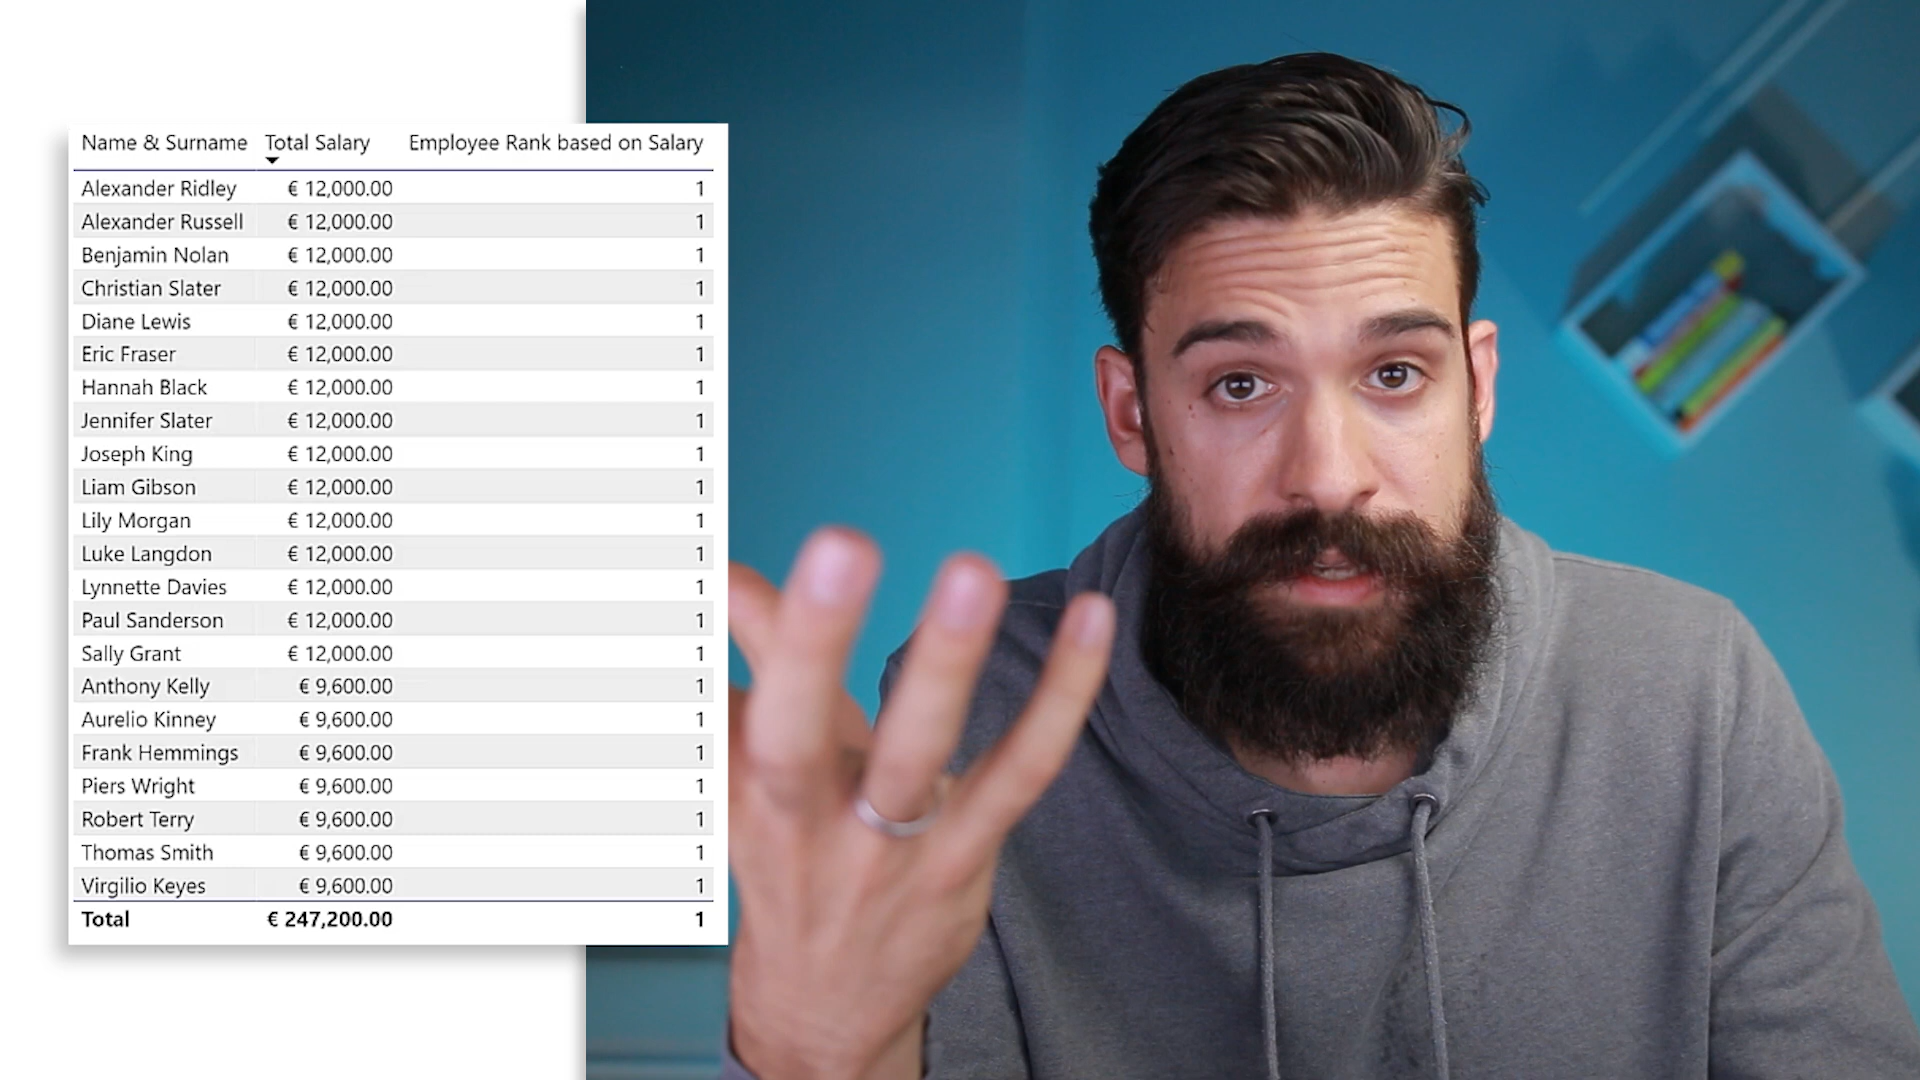 Name & Surname Total Salary Employee Rank based on Salary
Alexander Ridley € 12,000.00 1
Alexander Russell € 12,000.00 1
Benjamin Nolan € 12,000.00 1
Christian Slater € 12,000.00 1
Diane Lewis € 12,000.00 1
Eric Fraser € 12,000.00 1
Hannah Black € 12,000.00 1
Jennifer Slater € 12,000.00 1
Joseph King € 12,000.00 1
Liam Gibson € 12,000.00 1
Lily Morgan € 12,000.00 1
Luke Langdon € 12,000.00 1
Lynnette Davies € 12,000.00 1
Paul Sanderson € 12,000.00 1
Sally Grant € 12,000.00 1
Anthony Kelly € 9,600.00 1
Aurelio Kinney € 9,600.00 1
Frank Hemmings € 9,600.00 1
Piers Wright € 9,600.00 1
Robert Terry € 9,600.00 1
Thomas Smith € 9,600.00 1
Virgilio Keyes € 9,600.00 1
Total € 247,200.00 1